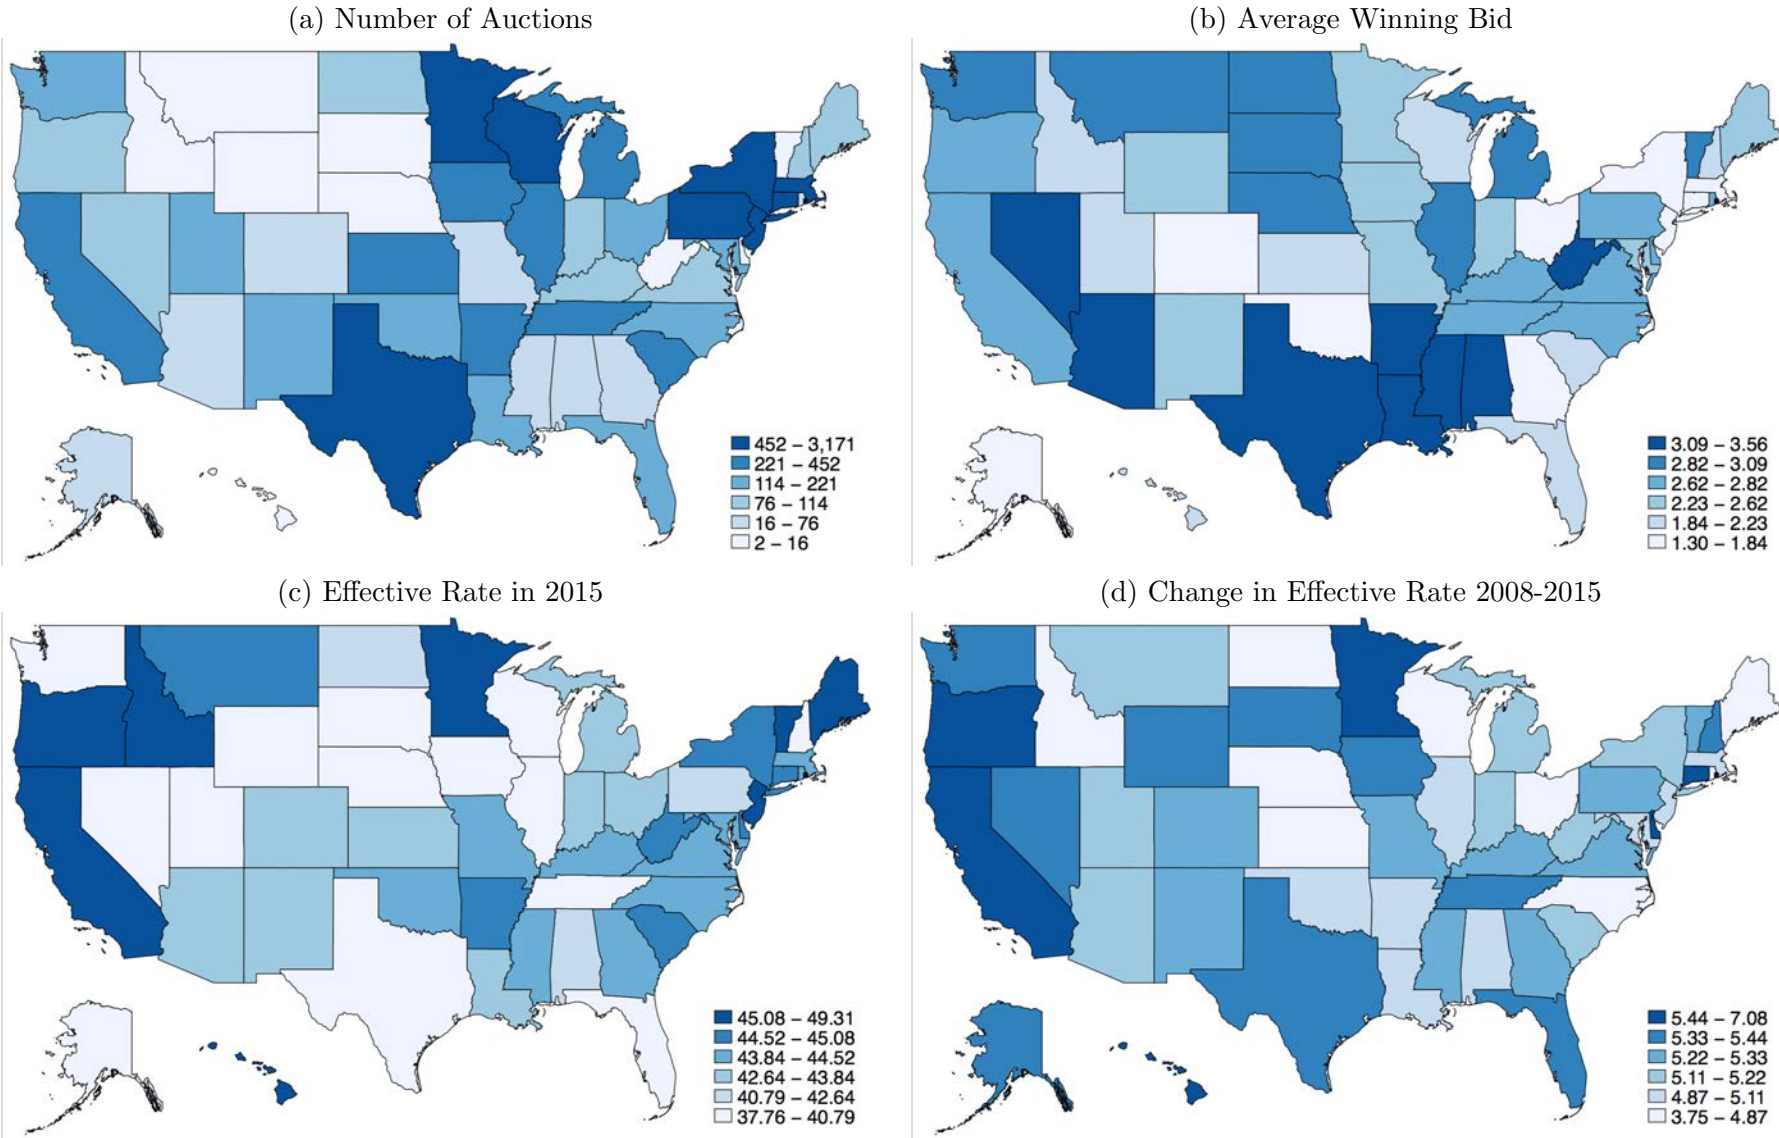 (a) Number of Auctions
452 – 3,171
221 – 452
114 – 221
76 – 114
16 – 76
2 – 16
(b) Average Winning Bid
3.09 – 3.56
2.82 – 3.09
2.62 – 2.82
2.23 – 2.62
1.84 – 2.23
1.30 – 1.84
(c) Effective Rate in 2015
45.08 – 49.31
44.52 – 45.08
43.84 – 44.52
42.64 – 43.84
40.79 – 42.64
37.76 – 40.79
(d) Change in Effective Rate 2008-2015
5.44 – 7.08
5.33 – 5.44
5.22 – 5.33
5.11 – 5.22
4.87 – 5.11
3.75 – 4.87